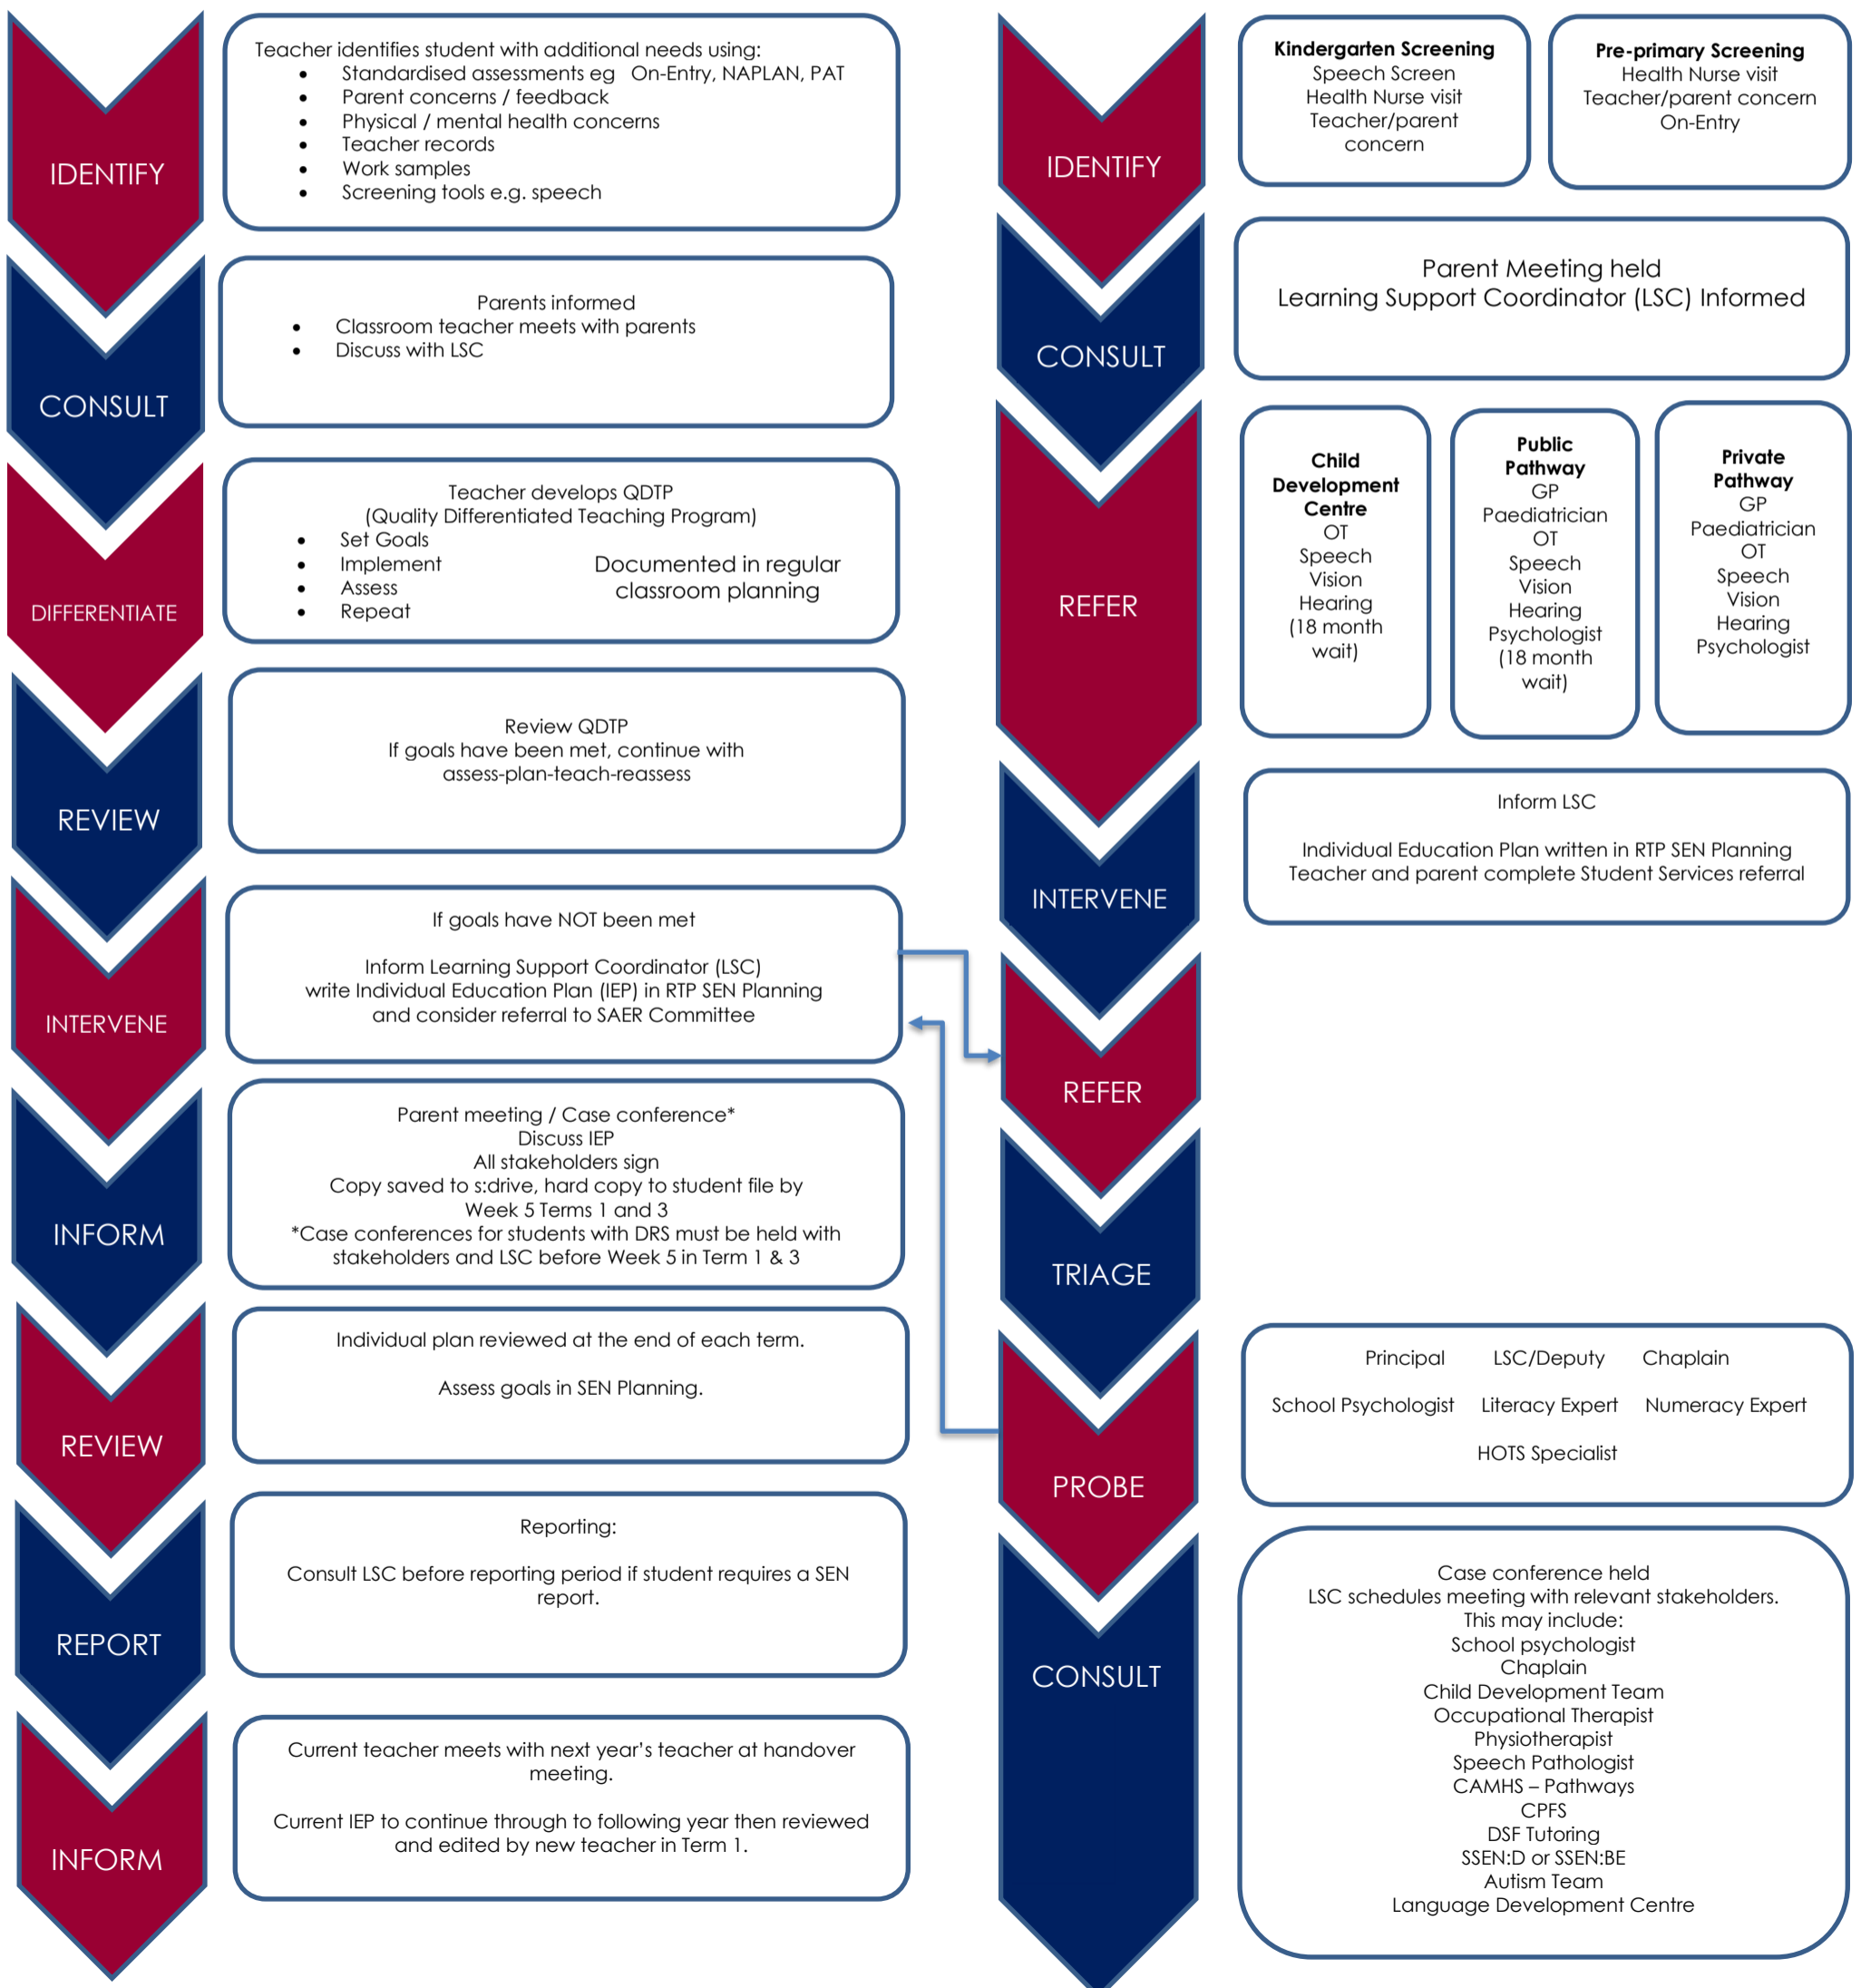 IDENTIFY
Teacher identifies student with additional needs using:
• Standardised assessments eg On-Entry, NAPLAN, PAT
• Parent concerns / feedback
• Physical / mental health concerns
• Teacher records
• Work samples
• Screening tools e.g. speech
CONSULT
Parents informed
• Classroom teacher meets with parents
• Discuss with LSC
DIFFERENTIATE
Teacher develops QDTP
(Quality Differentiated Teaching Program)
• Set Goals
• Implement
• Assess
• Repeat
Documented in regular
classroom planning
REVIEW
Review QDTP
If goals have been met, continue with
assess-plan-teach-reassess
INTERVENE
If goals have NOT been met
Inform Learning Support Coordinator (LSC)
write Individual Education Plan (IEP) in RTP SEN Planning
and consider referral to SAER Committee
INFORM
Parent meeting / Case conference*
Discuss IEP
All stakeholders sign
Copy saved to s:drive, hard copy to student file by
Week 5 Terms 1 and 3
*Case conferences for students with DRS must be held with
stakeholders and LSC before Week 5 in Term 1 & 3
REVIEW
Individual plan reviewed at the end of each term.
Assess goals in SEN Planning.
REPORT
Reporting:
Consult LSC before reporting period if student requires a SEN
report.
INFORM
Current teacher meets with next year's teacher at handover
meeting.
Current IEP to continue through to following year then reviewed
and edited by new teacher in Term 1.
IDENTIFY
Kindergarten Screening
Speech Screen
Health Nurse visit
Teacher/parent
concern
Pre-primary Screening
Health Nurse visit
Teacher/parent concern
On-Entry
CONSULT
Parent Meeting held
Learning Support Coordinator (LSC) Informed
REFER
Child
Development
Centre
OT
Speech
Vision
Hearing
(18 month
wait)
Public
Pathway
GP
Paediatrician
OT
Speech
Vision
Hearing
Psychologist
(18 month
wait)
Private
Pathway
GP
Paediatrician
OT
Speech
Vision
Hearing
Psychologist
INTERVENE
Inform LSC
Individual Education Plan written in RTP SEN Planning
Teacher and parent complete Student Services referral
REFER
TRIAGE
PROBE
Principal LSC/Deputy Chaplain
School Psychologist Literacy Expert Numeracy Expert
HOTS Specialist
CONSULT
Case conference held
LSC schedules meeting with relevant stakeholders.
This may include:
School psychologist
Chaplain
Child Development Team
Occupational Therapist
Physiotherapist
Speech Pathologist
CAMHS – Pathways
CPFS
DSF Tutoring
SSEN:D or SSEN:BE
Autism Team
Language Development Centre